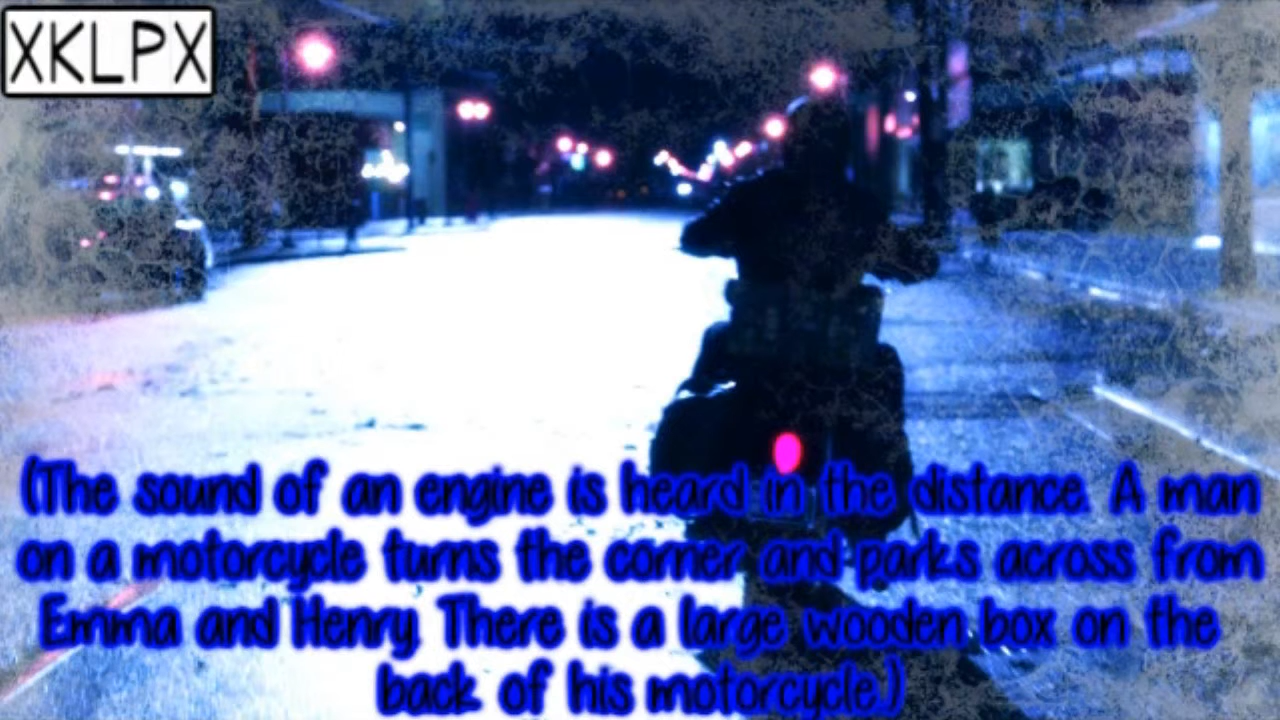 XKLPX
(The sound of an engine is heard in the distance. A man
on a motorcycle turns the corner and parks across from
Emma and Henry. There is a large wooden box on the
back of his motorcycle.)